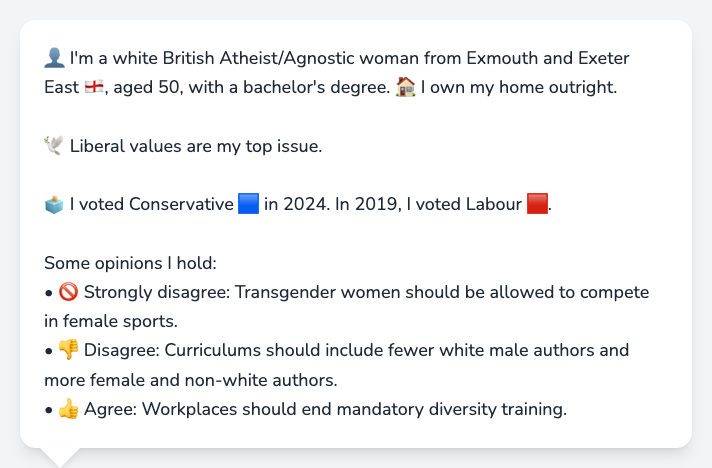 👤 I'm a white British Atheist/Agnostic woman from Exmouth and Exeter
East 🏴󠁧󠁢󠁥󠁮󠁧󠁿, aged 50, with a bachelor's degree. 🏠 I own my home outright.
🕊️ Liberal values are my top issue.
🗳️ I voted Conservative 🟦 in 2024. In 2019, I voted Labour 🟥.
Some opinions I hold:
• 🚫 Strongly disagree: Transgender women should be allowed to compete
in female sports.
• 👎 Disagree: Curriculums should include fewer white male authors and
more female and non-white authors.
• 👍 Agree: Workplaces should end mandatory diversity training.